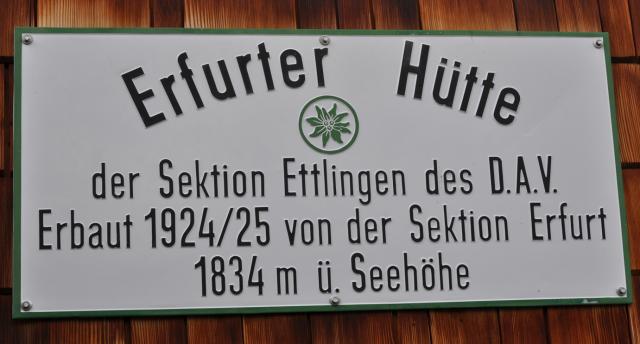 Erfurter Hütte
der Sektion Ettlingen des D.A.V.
Erbaut 1924/25 von der Sektion Erfurt
1834 m ü. Seehöhe